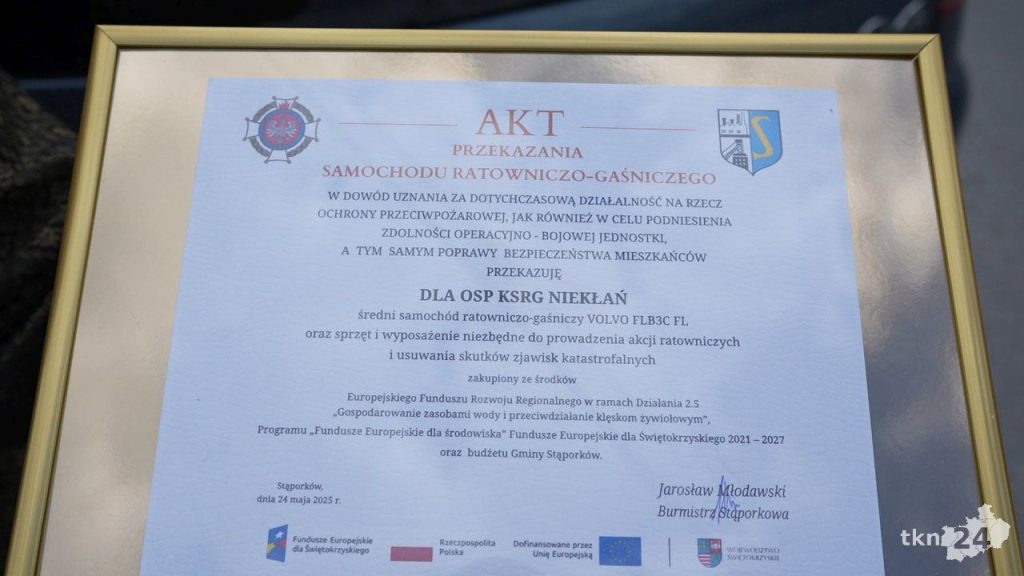 AKT
PRZEKAZANIA
SAMOCHODU RATOWNICZO-GAŚNICZEGO
W DOWÓD UZNANIA ZA DOTYCHCZASOWĄ DZIAŁALNOŚĆ NA RZECZ
OCHRONY PRZECIWPOŻAROWEJ, JAK RÓWNIEŻ W CELU PODNIESIENIA
ZDOLNOŚCI OPERACYJNO - BOJOWEJ JEDNOSTKI,
A TYM SAMYM POPRAWY BEZPIECZEŃSTWA MIESZKAŃCÓW
PRZEKAZUJĘ
DLA OSP KSRG NIEKŁAŃ
średni samochód ratowniczo-gaśniczy VOLVO FLB3C FL
oraz sprzęt i wyposażenie niezbędne do prowadzenia akcji ratowniczych
i usuwania skutków zjawisk katastrofalnych
zakupiony ze środków
Europejskiego Funduszu Rozwoju Regionalnego w ramach Działania 2.5
„Gospodarowanie zasobami wody i przeciwdziałanie klęskom żywiołowym”,
Programu „Fundusze Europejskie dla środowiska” Fundusze Europejskie dla Świętokrzyskiego 2021 – 2027
oraz budżetu Gminy Stąporków.
Stąporków,
dnia 24 maja 2025 r.
Jarosław Młodawski
Burmistrz Stąporkowa
Fundusze Europejskie
dla Świętokrzyskiego
Rzeczpospolita
Polska
Dofinansowane przez
Unię Europejską
WOJEWÓDZTWO
ŚWIĘTOKRZYSKIE
tkn24